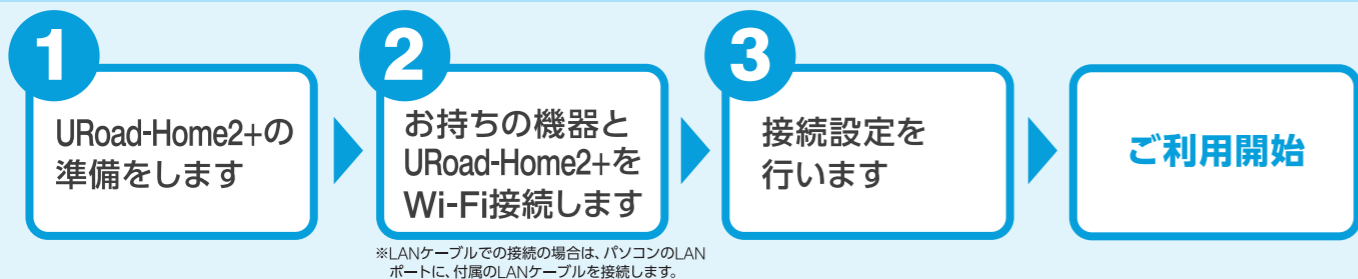 1
URoad-Home2+の
準備をします
2
お持ちの機器と
URoad-Home2+を
Wi-Fi接続します
※LANケーブルでの接続の場合は、パソコンのLAN
ポートに、付属のLANケーブルを接続します。
3
接続設定を
行います
ご利用開始